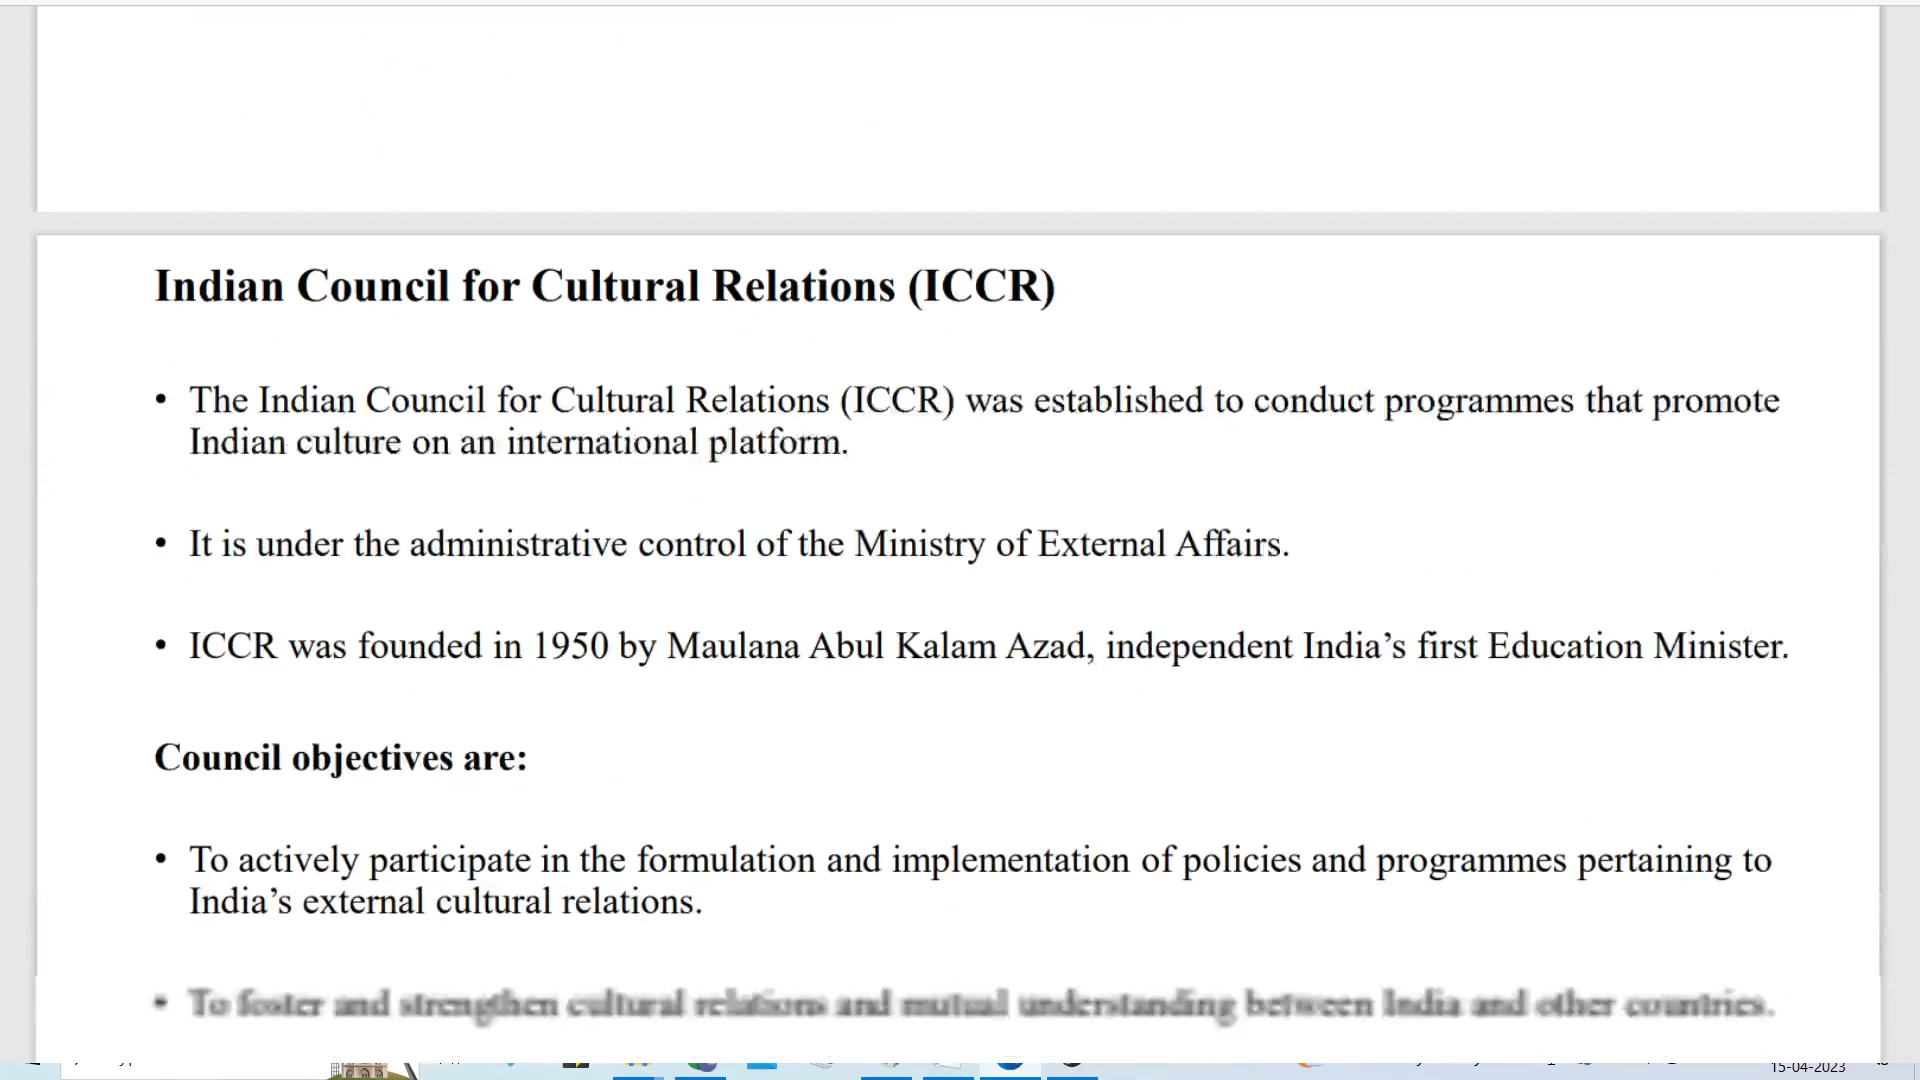 Indian Council for Cultural Relations (ICCR)
• The Indian Council for Cultural Relations (ICCR) was established to conduct programmes that promote
Indian culture on an international platform.
• It is under the administrative control of the Ministry of External Affairs.
• ICCR was founded in 1950 by Maulana Abul Kalam Azad, independent India’s first Education Minister.
Council objectives are:
• To actively participate in the formulation and implementation of policies and programmes pertaining to
India’s external cultural relations.
• To foster and strengthen cultural relations and mutual understanding between India and other countries.
15-04-2023